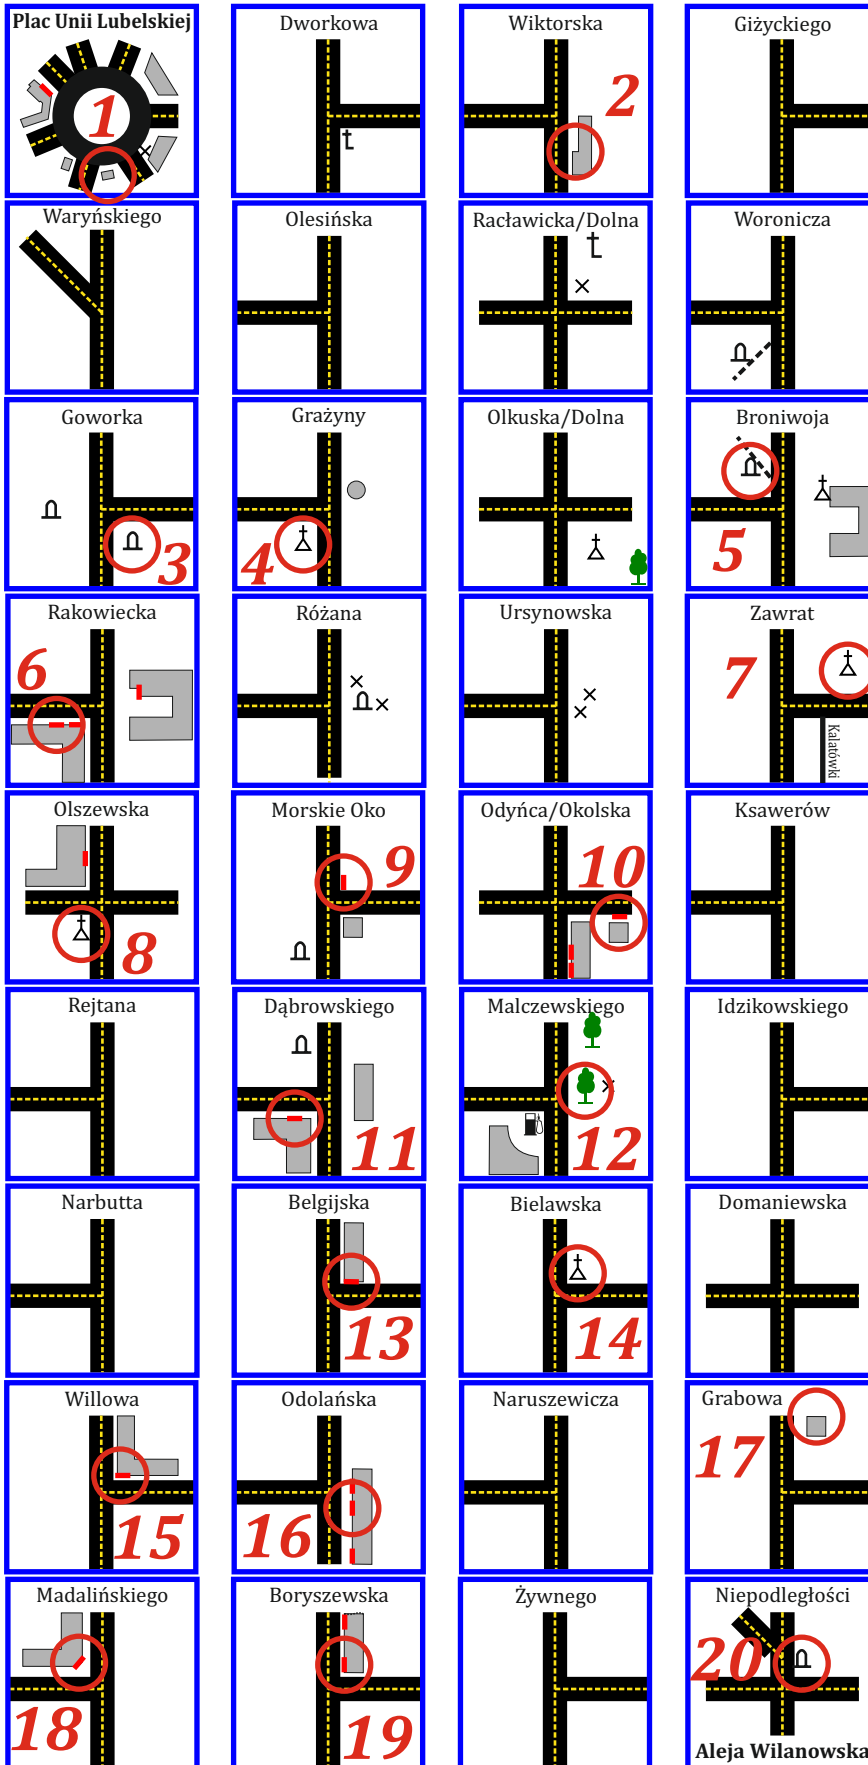 Plac Unii Lubelskiej
1
Dworkowa
Wiktorska
2
Giżyckiego
Waryńskiego
Olesińska
Racławicka/Dolna
Woronicza
Goworka
3
Grażyny
4
Olkuska/Dolna
Broniwoja
5
Rakowiecka
6
Różana
Ursynowska
Zawrat
7
Kalatówki
Olszewska
8
Morskie Oko
9
Odyńca/Okolska
10
Ksawerów
Rejtana
Dąbrowskiego
11
Malczewskiego
12
Idzikowskiego
Narbutta
Belgijska
13
Bielawska
14
Domaniewska
Willowa
15
Odolańska
16
Naruszewicza
Grabowa
17
Madalińskiego
18
Boryszewska
19
Żywnego
Niepodległości
20
Aleja Wilanowska